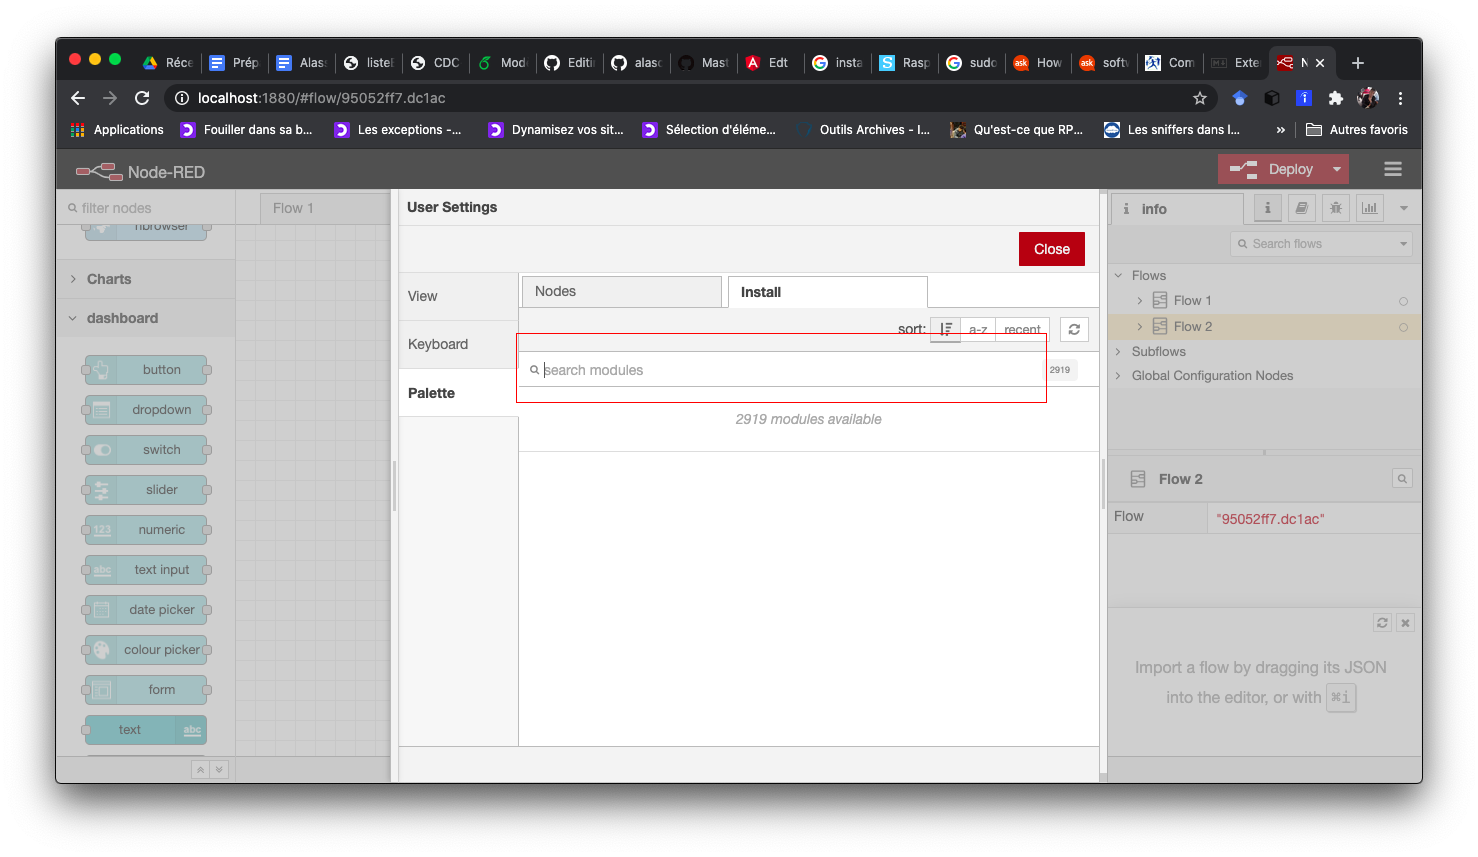 Réce
Prép
Alas
liste
CDC
Mod
Editi
alasc
Mast
Edt
insta
Rasp
sudo
How
softv
Com
Exter
localhost:1880/#flow/95052ff7.dc1ac
Applications
Fouiller dans sa b...
Les exceptions -...
Dynamisez vos sit...
Sélection d'éléme...
Outils Archives - I...
Qu'est-ce que RP...
Les sniffers dans l...
»
Autres favoris
Node-RED
Deploy
filter nodes
Flow 1
User Settings
info
Close
Search flows
Charts
dashboard
button
dropdown
switch
slider
numeric
text input
date picker
colour picker
form
text
abc
123
abc
View
Keyboard
Palette
Nodes
Install
sort:
a-z
recent
search modules
2919
2919 modules available
Flows
Flow 1
Flow 2
Subflows
Global Configuration Nodes
Flow 2
Flow
"95052ff7.dc1ac"
Import a flow by dragging its JSON
into the editor, or with ⌘i